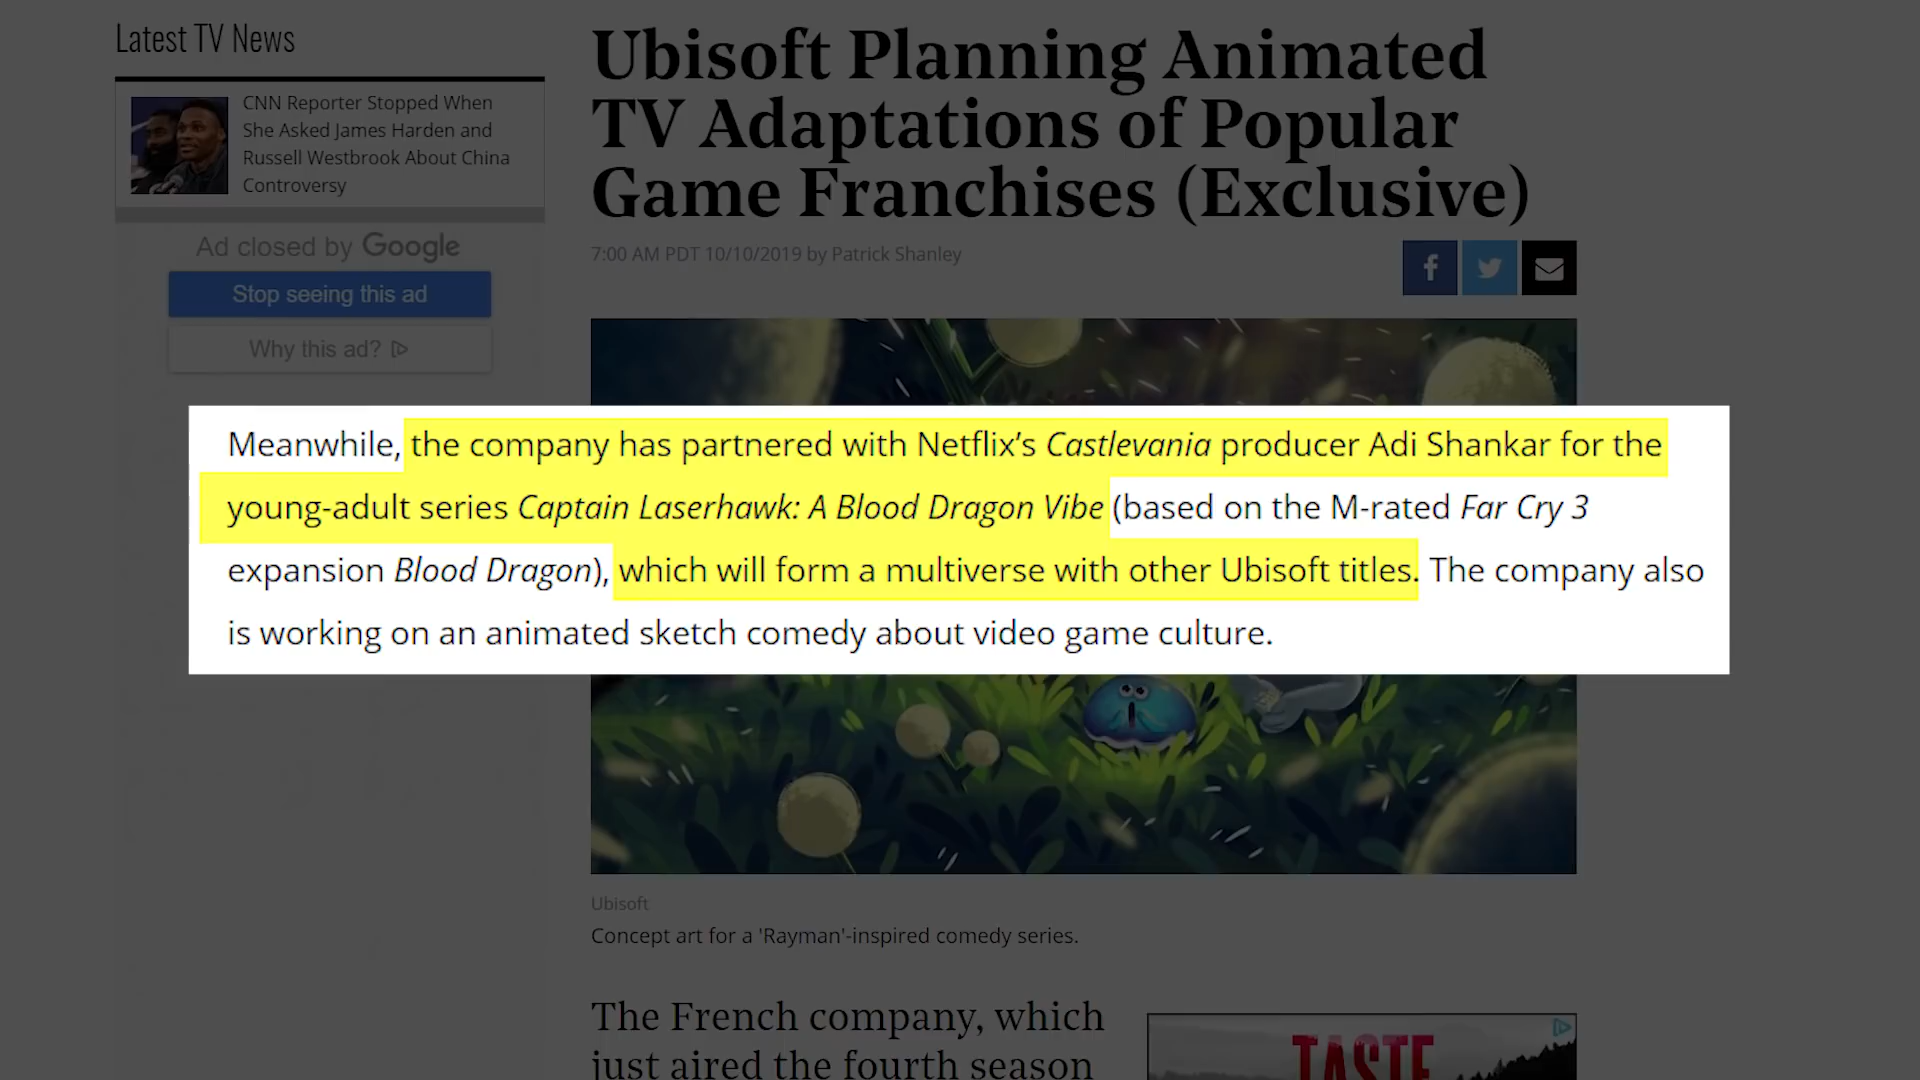 Latest TV News
CNN Reporter Stopped When
She Asked James Harden and
Russell Westbrook About China
Controversy
Ad closed by Google
Stop seeing this ad
Why this ad?
Ubisoft Planning Animated
TV Adaptations of Popular
Game Franchises (Exclusive)
7:00 AM PDT 10/10/2019 by Patrick Shanley
Meanwhile, the company has partnered with Netflix’s Castlevania producer Adi Shankar for the
young-adult series Captain Laserhawk: A Blood Dragon Vibe (based on the M-rated Far Cry 3
expansion Blood Dragon), which will form a multiverse with other Ubisoft titles. The company also
is working on an animated sketch comedy about video game culture.
Ubisoft
Concept art for a 'Rayman'-inspired comedy series.
The French company, which
just aired the fourth season
TASTE